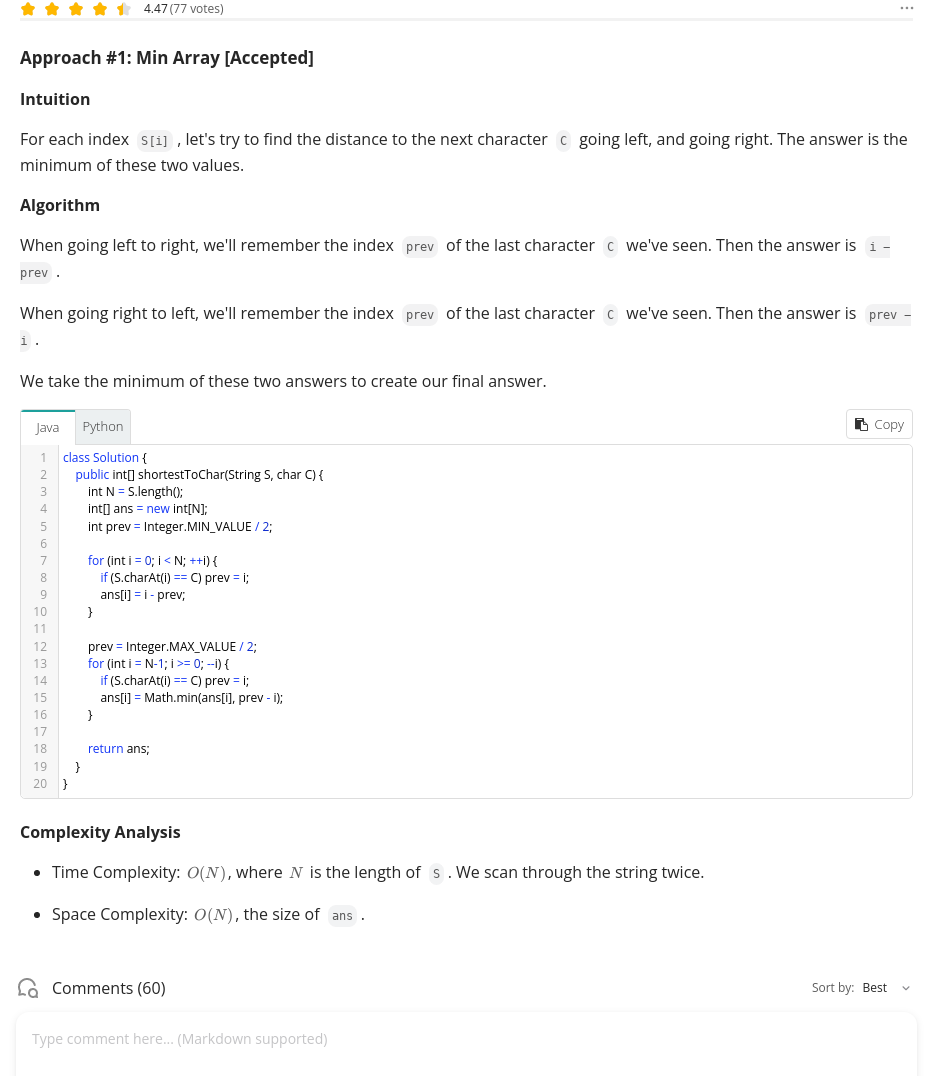 4.47 (77 votes)
Approach #1: Min Array [Accepted]
Intuition
For each index S[i] , let's try to find the distance to the next character C going left, and going right. The answer is the
minimum of these two values.
Algorithm
When going left to right, we'll remember the index prev of the last character C we've seen. Then the answer is i -
prev .
When going right to left, we'll remember the index prev of the last character C we've seen. Then the answer is prev -
i .
We take the minimum of these two answers to create our final answer.
Java Python Copy
1 class Solution {
2 public int[] shortestToChar(String S, char C) {
3 int N = S.length();
4 int[] ans = new int[N];
5 int prev = Integer.MIN_VALUE / 2;
6
7 for (int i = 0; i < N; ++i) {
8 if (S.charAt(i) == C) prev = i;
9 ans[i] = i - prev;
10 }
11
12 prev = Integer.MAX_VALUE / 2;
13 for (int i = N-1; i >= 0; --i) {
14 if (S.charAt(i) == C) prev = i;
15 ans[i] = Math.min(ans[i], prev - i);
16 }
17
18 return ans;
19 }
20 }
Complexity Analysis
• Time Complexity: O(N), where N is the length of S . We scan through the string twice.
• Space Complexity: O(N), the size of ans .
Comments (60) Sort by: Best
Type comment here... (Markdown supported)